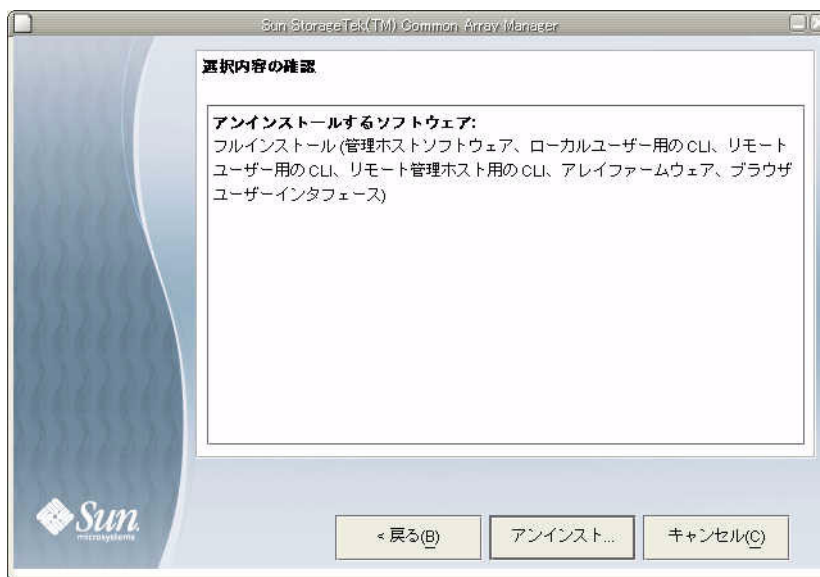 Sun StorageTek(TM) Common Array Manager
選択内容の確認
アンインストールするソフトウェア:
フルインストール (管理ホストソフトウェア、ローカルユーザー用の CLI、リモート
ユーザー用の CLI、リモート管理ホスト用の CLI、アレイファームウェア、ブラウザ
ユーザーインタフェース)
Sun
microsystems
< 戻る(B)
アンインスト...
キャンセル(C)